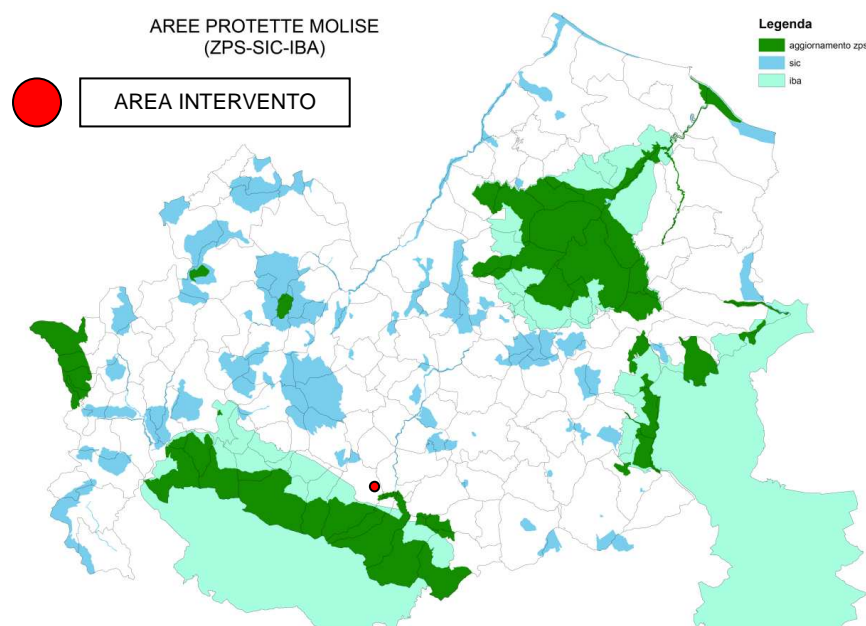 AREE PROTETTE MOLISE
(ZPS-SIC-IBA)
AREA INTERVENTO
Legenda
aggiornamento zps
sic
iba